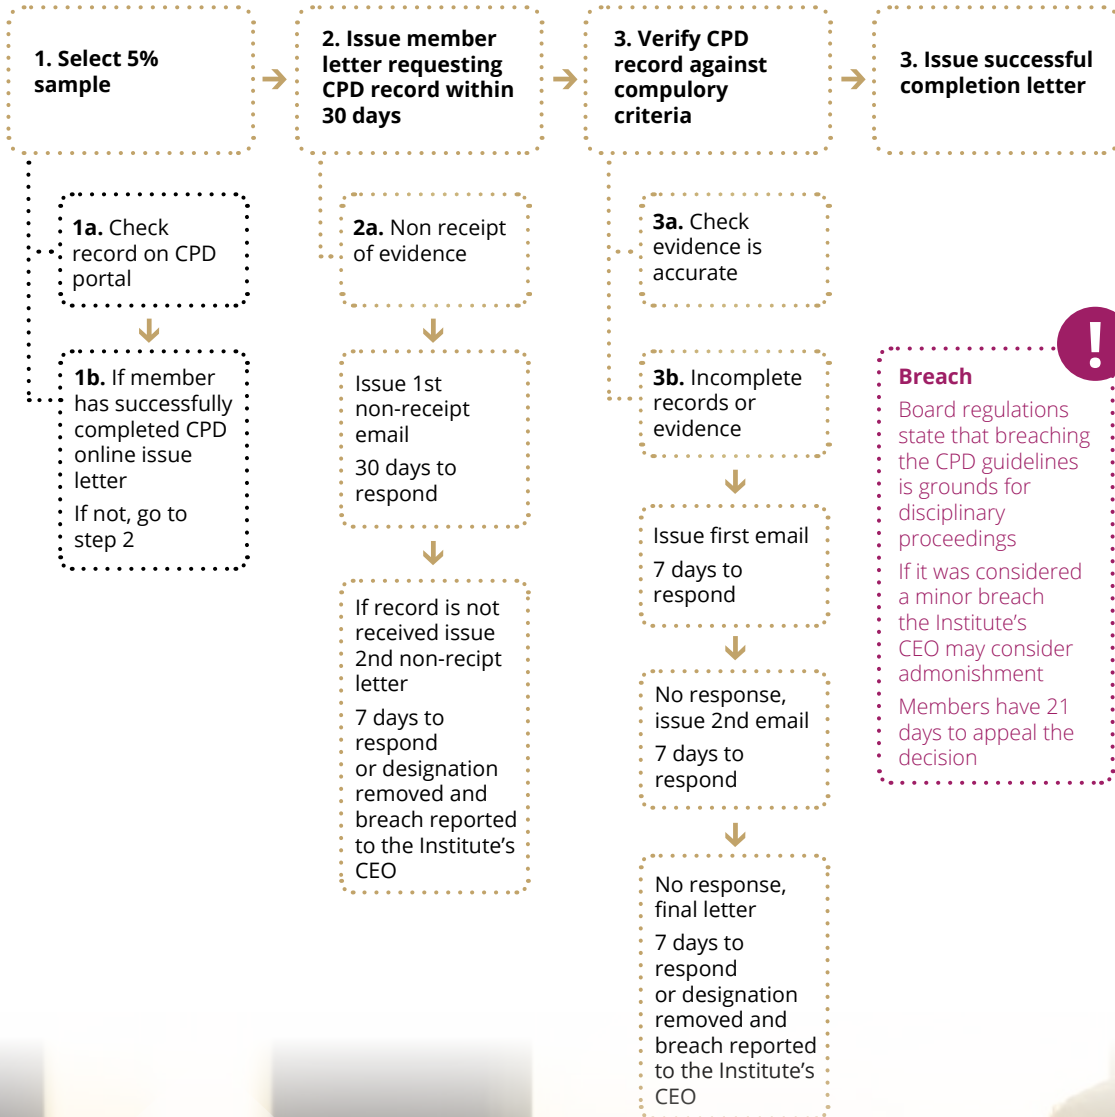 1. Select 5%
sample
2. Issue member
letter requesting
CPD record within
30 days
3. Verify CPD
record against
compulory
criteria
3. Issue successful
completion letter
1a. Check
record on CPD
portal
1b. If member
has successfully
completed CPD
online issue
letter
If not, go to
step 2
2a. Non receipt
of evidence
Issue 1st
non-receipt
email
30 days to
respond
If record is not
received issue
2nd non-recipt
letter
7 days to
respond
or designation
removed and
breach reported
to the Institute’s
CEO
3a. Check
evidence is
accurate
3b. Incomplete
records or
evidence
Issue first email
7 days to
respond
No response,
issue 2nd email
7 days to
respond
No response,
final letter
7 days to
respond
or designation
removed and
breach reported
to the Institute’s
CEO
!
Breach
Board regulations
state that breaching
the CPD guidelines
is grounds for
disciplinary
proceedings
If it was considered
a minor breach
the Institute’s
CEO may consider
admonishment
Members have 21
days to appeal the
decision